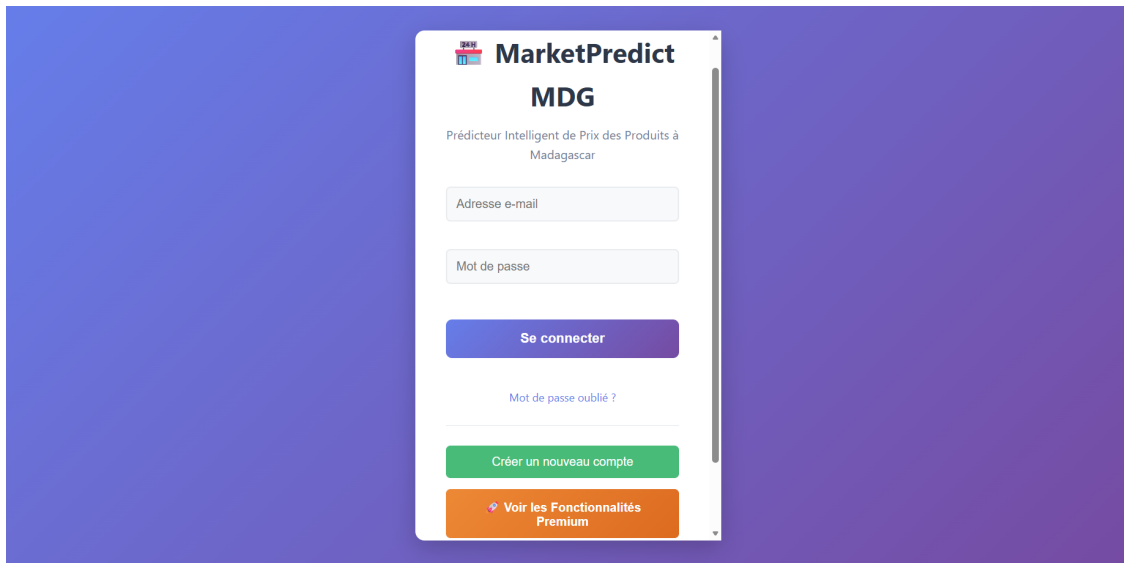 MarketPredict
MDG
Prédicteur Intelligent de Prix des Produits à
Madagascar
Adresse e-mail
Mot de passe
Se connecter
Mot de passe oublié ?
Créer un nouveau compte
🚀 Voir les Fonctionnalités
Premium